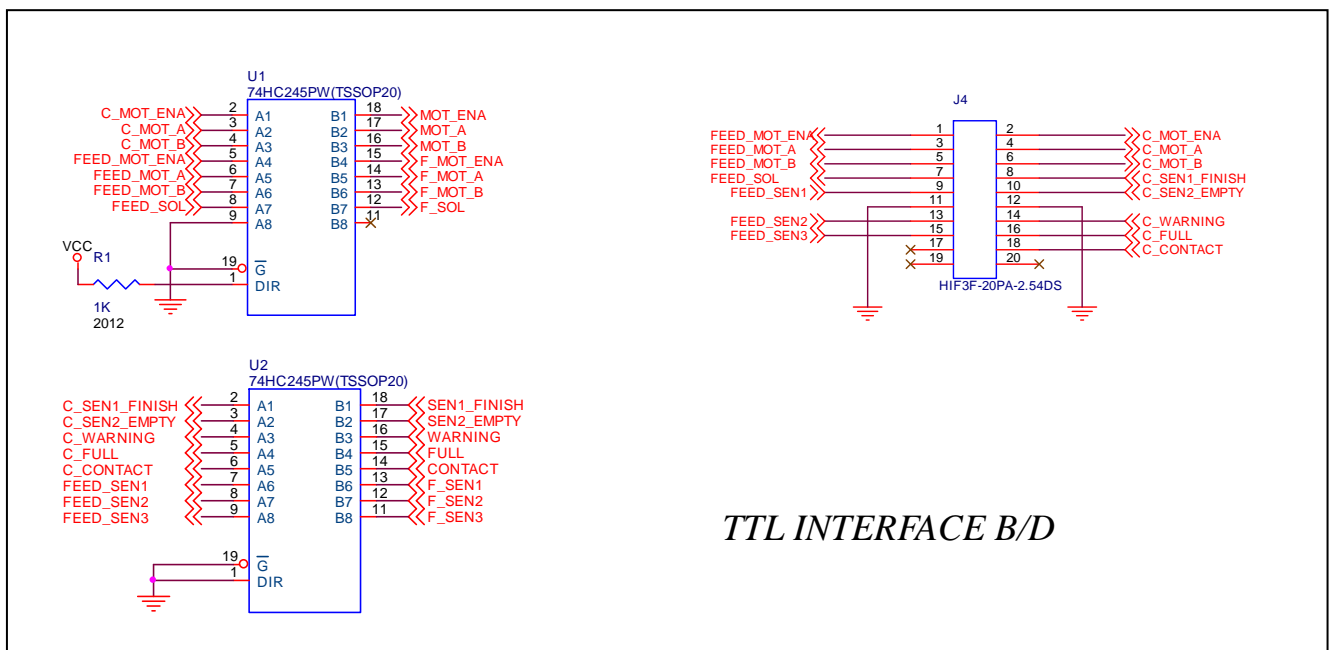 U1
74HC245PW(TSSOP20)
C_MOT_ENA 2 A1 B1 18 MOT_ENA
C_MOT_A 3 A2 B2 17 MOT_A
C_MOT_B 4 A3 B3 16 MOT_B
FEED_MOT_ENA 5 A4 B4 15 F_MOT_ENA
FEED_MOT_A 6 A5 B5 14 F_MOT_A
FEED_MOT_B 7 A6 B6 13 F_MOT_B
FEED_SOL 8 A7 B7 12 F_SOL
9 A8 B8 11
VCC
R1
19 G
1 DIR
1K
2012
J4
FEED_MOT_ENA 1 2 C_MOT_ENA
FEED_MOT_A 3 4 C_MOT_A
FEED_MOT_B 5 6 C_MOT_B
FEED_SOL 7 8 C_SEN1_FINISH
FEED_SEN1 9 10 C_SEN2_EMPTY
11 12
FEED_SEN2 13 14 C_WARNING
FEED_SEN3 15 16 C_FULL
17 18 C_CONTACT
19 20
HIF3F-20PA-2.54DS
U2
74HC245PW(TSSOP20)
C_SEN1_FINISH 2 A1 B1 18 SEN1_FINISH
C_SEN2_EMPTY 3 A2 B2 17 SEN2_EMPTY
C_WARNING 4 A3 B3 16 WARNING
C_FULL 5 A4 B4 15 FULL
C_CONTACT 6 A5 B5 14 CONTACT
FEED_SEN1 7 A6 B6 13 F_SEN1
FEED_SEN2 8 A7 B7 12 F_SEN2
FEED_SEN3 9 A8 B8 11 F_SEN3
19 G
1 DIR
TTL INTERFACE B/D